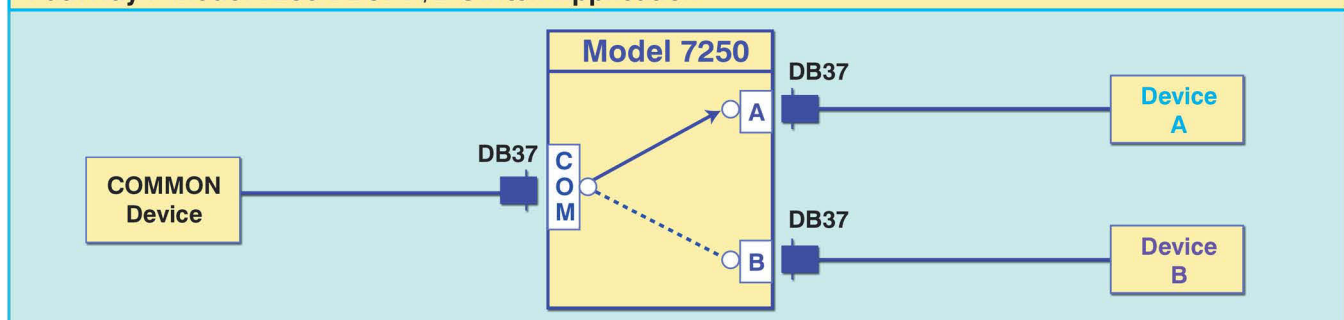 Model 7250
DB37
A
Device
A
DB37
C
O
M
COMMON
Device
DB37
B
Device
B